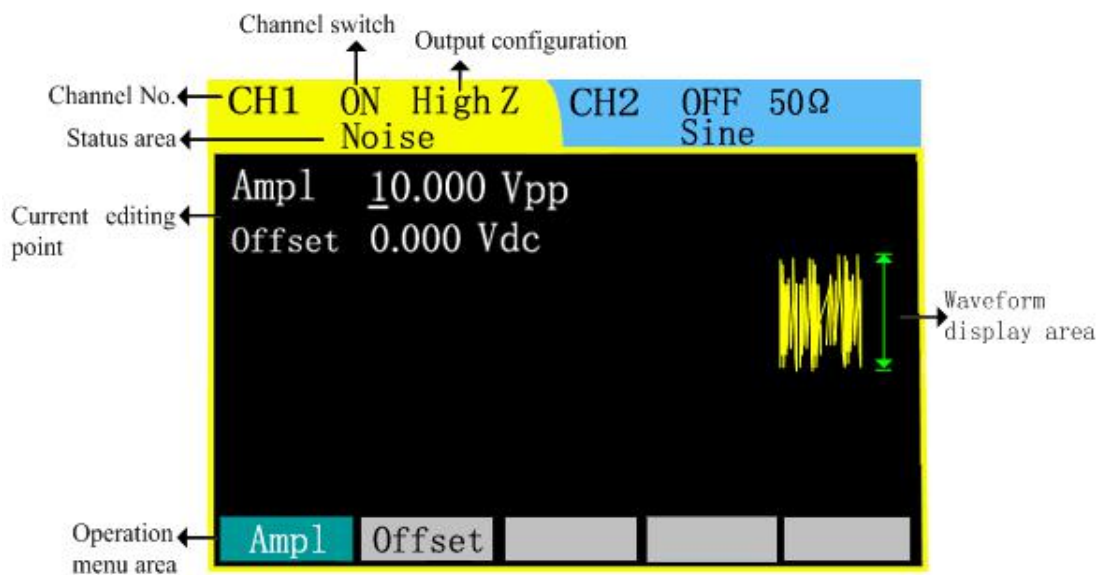 Channel switch
Output configuration
Channel No.
CH1 ON High Z
CH2 OFF 50Ω
Status area
Noise
Sine
Ampl 10.000 Vpp
Current editing
point
Offset 0.000 Vdc
Waveform
display area
Operation
menu area
Ampl
Offset